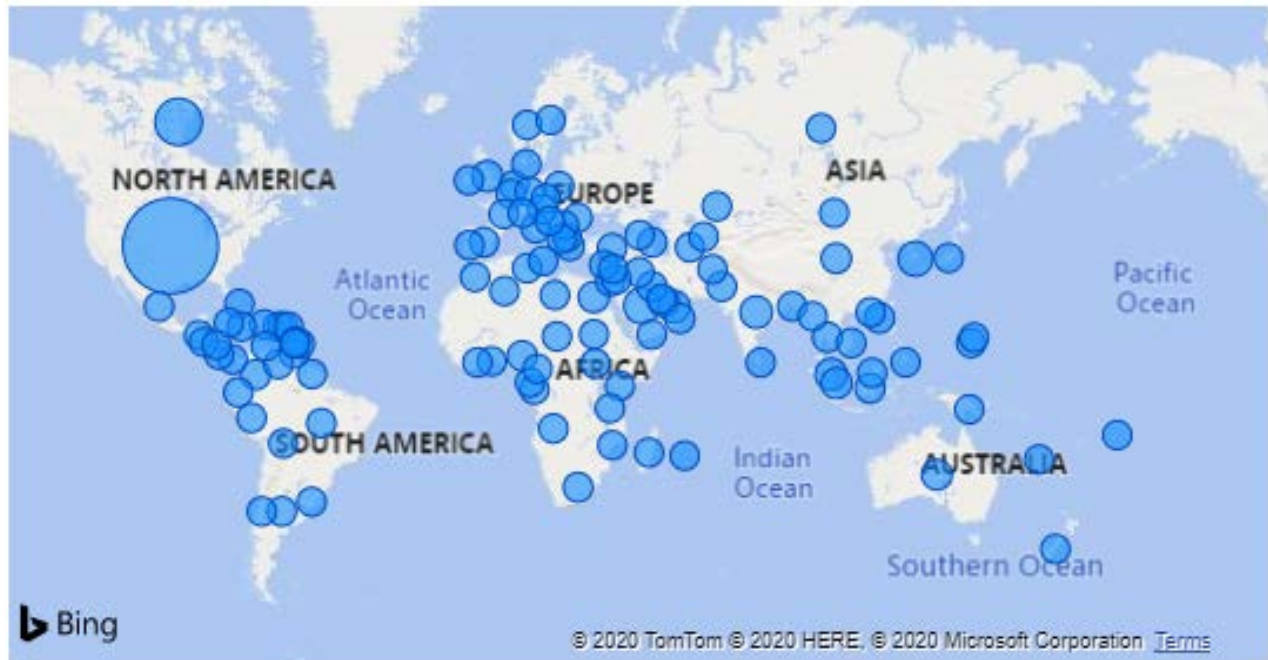 NORTH AMERICA
EUROPE
ASIA
Atlantic
Ocean
Pacific
Ocean
AFRICA
SOUTH AMERICA
Indian
Ocean
AUSTRALIA
Southern Ocean
Bing
© 2020 TomTom © 2020 HERE, © 2020 Microsoft Corporation Terms